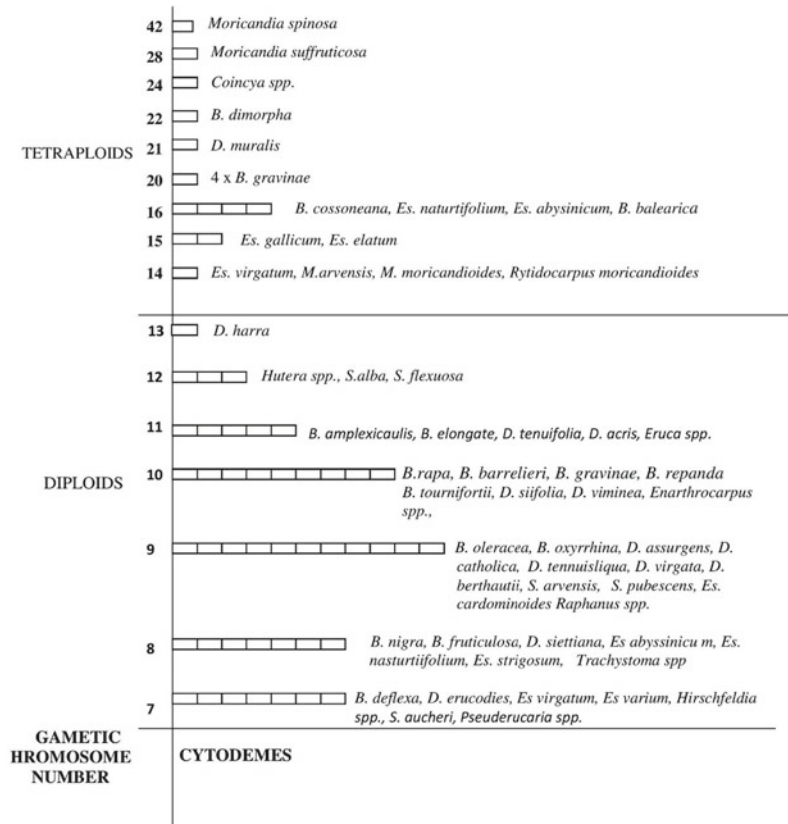 42 Moricandia spinosa
28 Moricandia suffruticosa
24 Coincya spp.
22 B. dimorpha
TETRAPLOIDS
21 D. muralis
20 4 x B. gravinae
16 B. cossoneana, Es. naturtifolium, Es. abysinicum, B. balearica
15 Es. gallicum, Es. elatum
14 Es. virgatum, M.arvensis, M. moricandioides, Rytidocarpus moricandioides
13 D. harra
12 Hutera spp., S.alba, S. flexuosa
11 B. amplexicaulis, B. elongate, D. tenuifolia, D. acris, Eruca spp.
DIPLOIDS
10 B.rapa, B. barrelieri, B. gravinae, B. repanda
B. tournifortii, D. siifolia, D. viminea, Enarthrocarpus
spp.,
9 B. oleracea, B. oxyrrhina, D. assurgens, D.
catholica, D. tennuisliqua, D. virgata, D.
berthautii, S. arvensis, S. pubescens, Es.
cardominoides Raphanus spp.
8 B. nigra, B. fruticulosa, D. siettiana, Es abyssinicu m, Es.
nasturtiifolium, Es. strigosum, Trachystoma spp
7 B. deflexa, D. erucodies, Es virgatum, Es varium, Hirschfeldia
spp., S. aucheri, Pseuderucaria spp.
GAMETIC
HROMOSOME
NUMBER
CYTODEMES